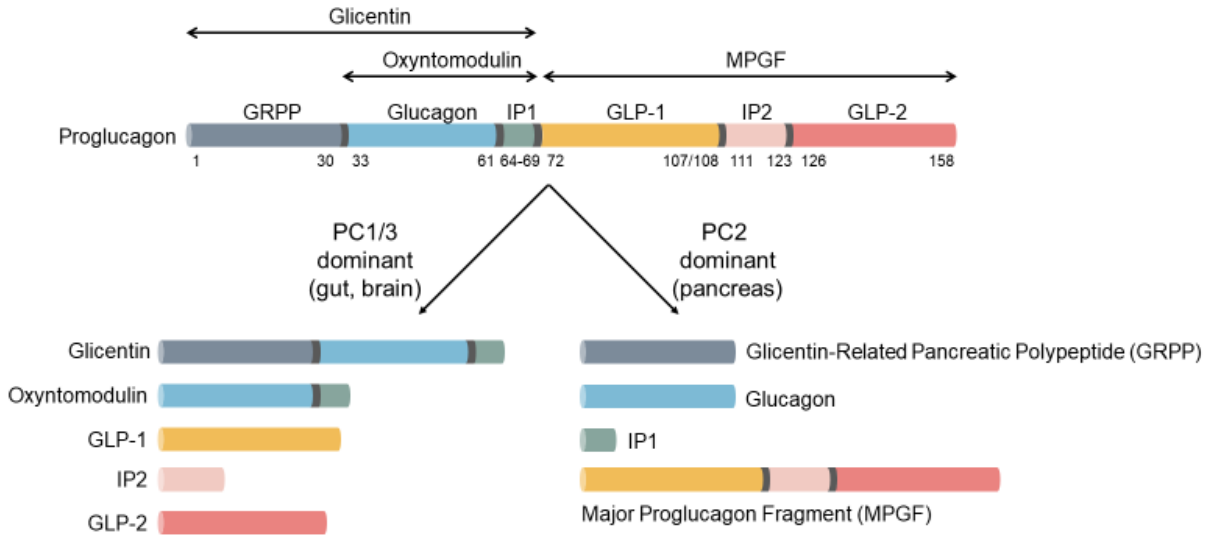 Glicentin
Oxyntomodulin MPGF
GRPP Glucagon IP1 GLP-1 IP2 GLP-2
Proglucagon
1 30 33 61 64-69 72 107/108 111 123 126 158
PC1/3
dominant
(gut, brain)
PC2
dominant
(pancreas)
Glicentin
Oxyntomodulin
GLP-1
IP2
GLP-2
Glicentin-Related Pancreatic Polypeptide (GRPP)
Glucagon
IP1
Major Proglucagon Fragment (MPGF)